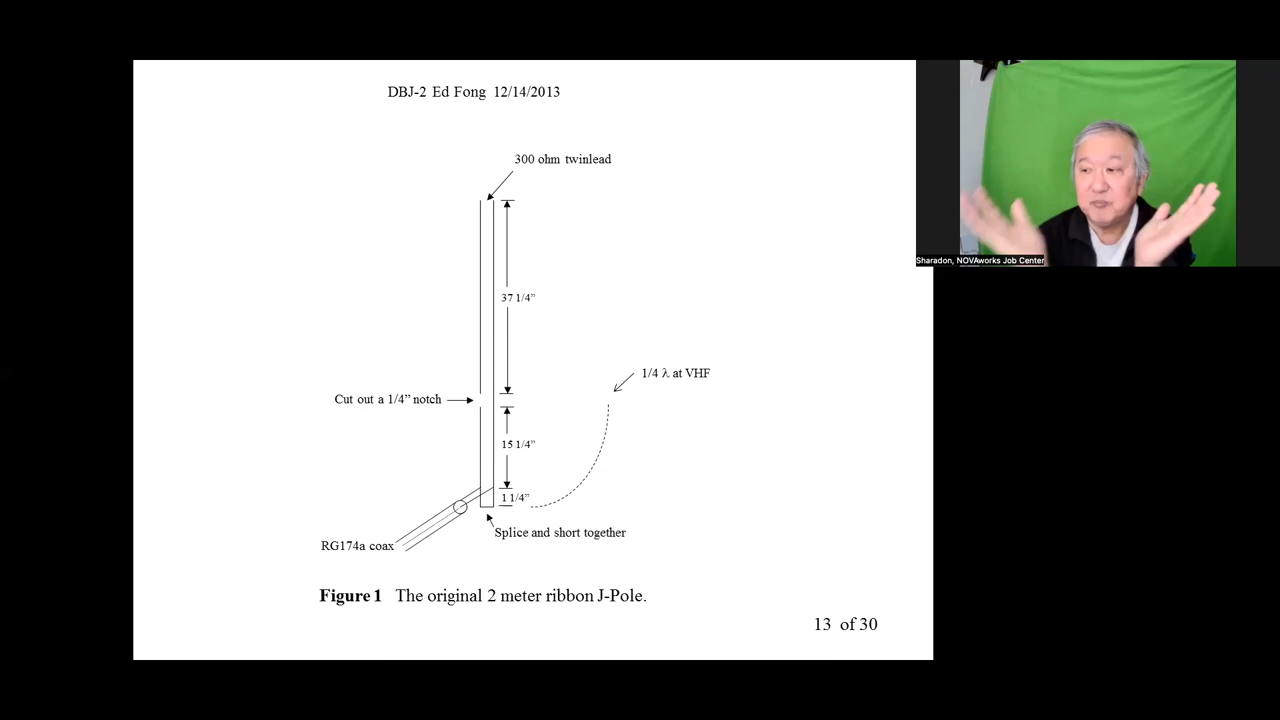 DBJ-2 Ed Fong 12/14/2013
300 ohm twinlead
37 1/4”
1/4 λ at VHF
Cut out a 1/4” notch
15 1/4”
1 1/4”
Splice and short together
RG174a coax
Figure 1 The original 2 meter ribbon J-Pole.
13 of 30
Sharadon, NOVAworks Job Center